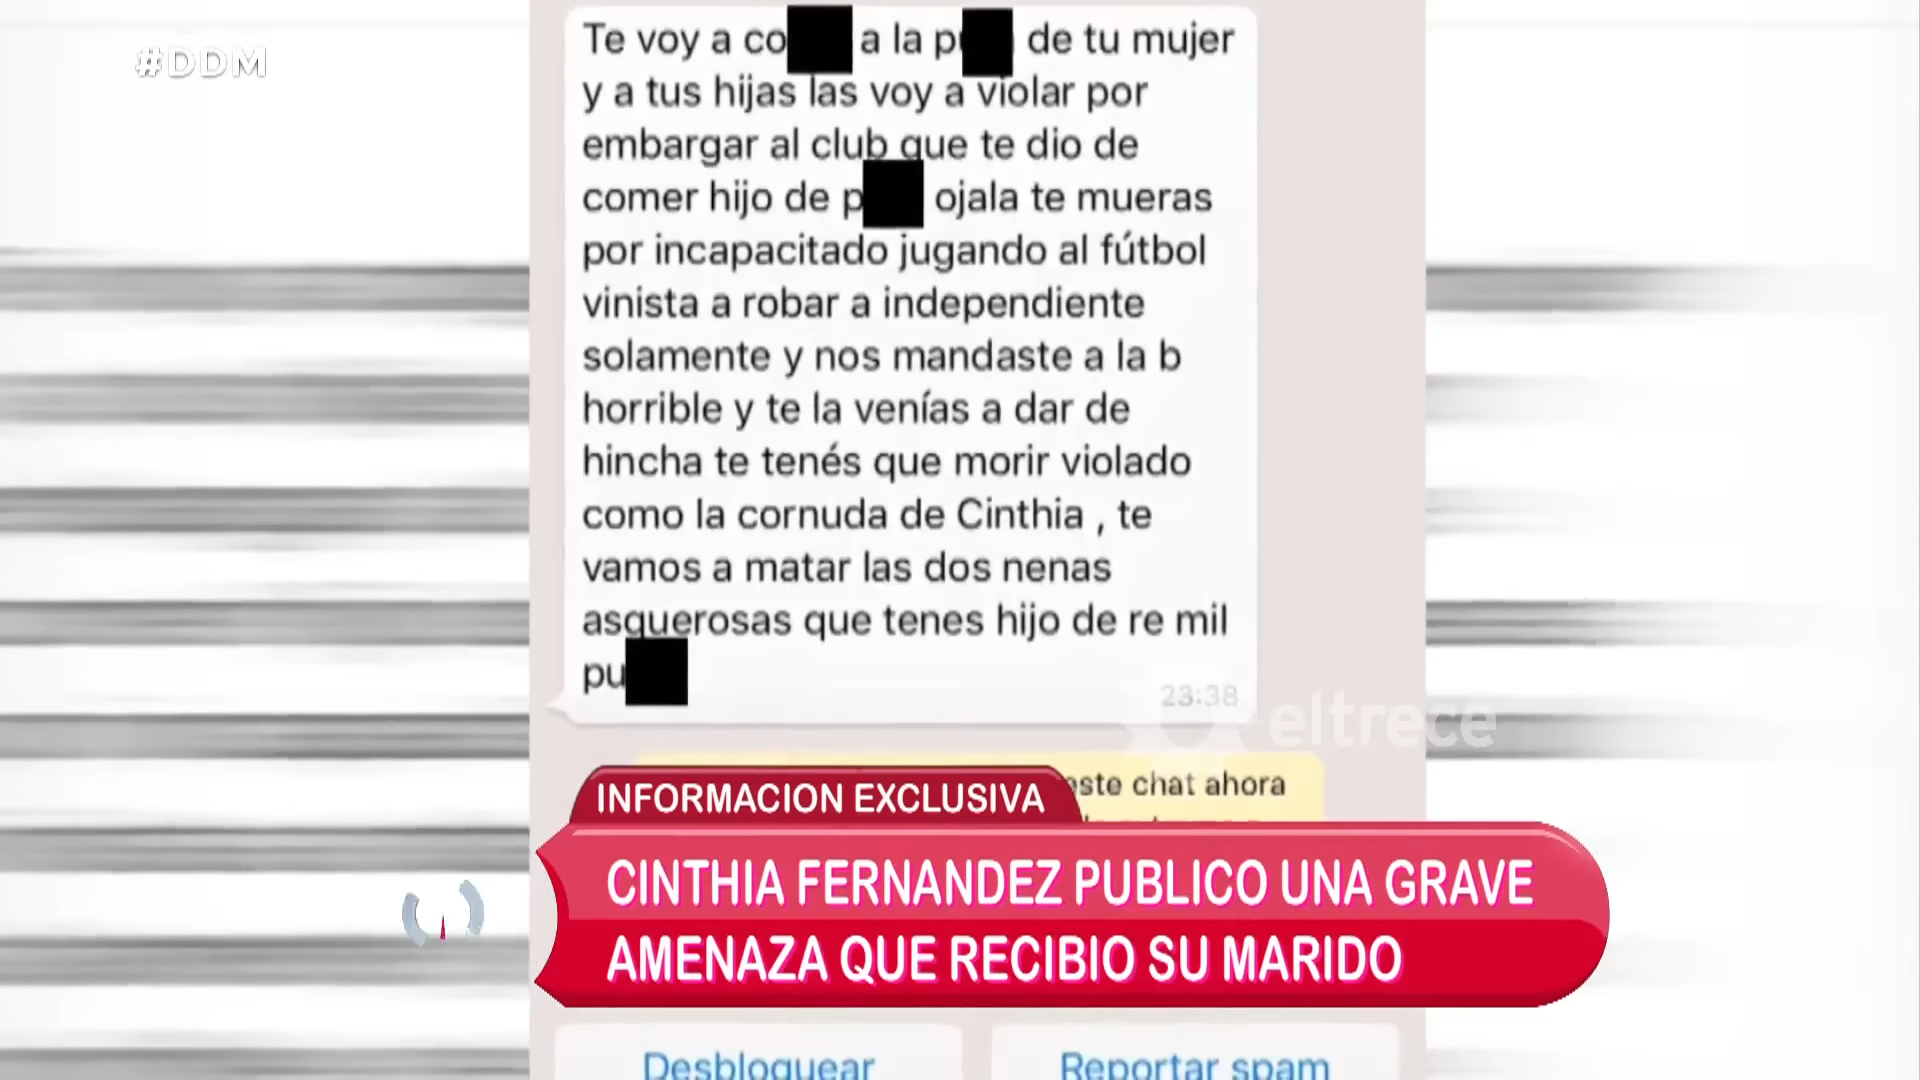 #DDM
Te voy a co a la p de tu mujer
y a tus hijas las voy a violar por
embargar al club que te dio de
comer hijo de p ojala te mueras
por incapacitado jugando al fútbol
vinista a robar a independiente
solamente y nos mandaste a la b
horrible y te la venías a dar de
hincha te tenés que morir violado
como la cornuda de Cinthia , te
vamos a matar las dos nenas
asquerosas que tenes hijo de re mil
pu
23:38
eltrece
este chat ahora
INFORMACION EXCLUSIVA
CINTHIA FERNANDEZ PUBLICO UNA GRAVE
AMENAZA QUE RECIBIO SU MARIDO
Desbloquear
Reportar spam